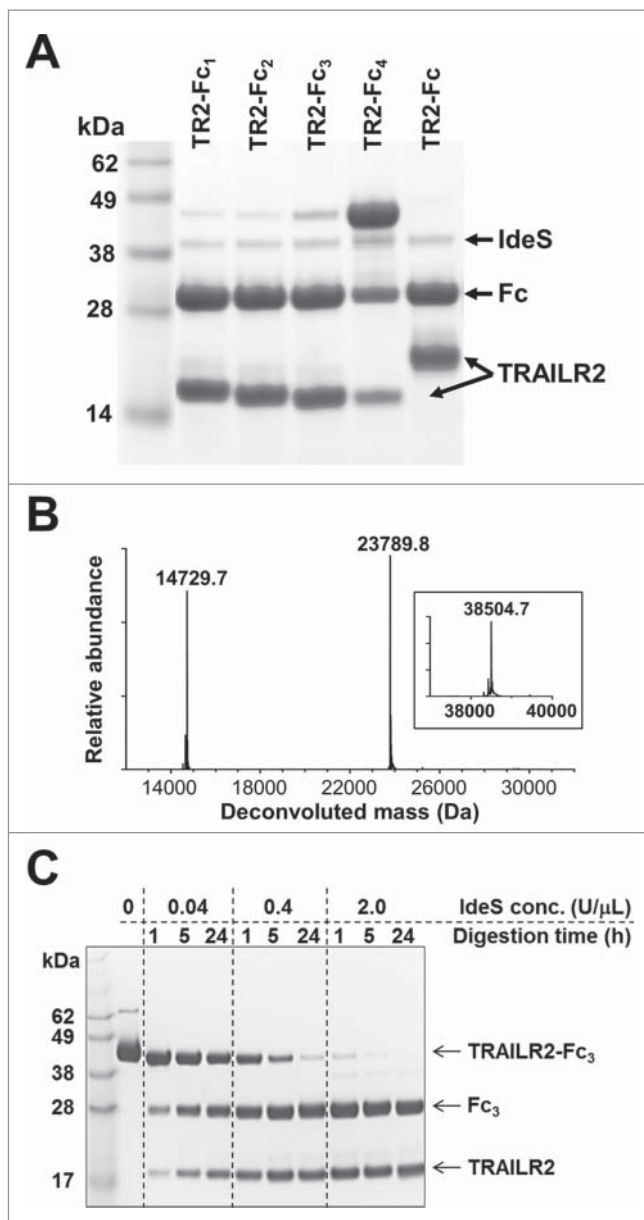 A
kDa
TR2-Fc₁
TR2-Fc₂
TR2-Fc₃
TR2-Fc₄
TR2-Fc
62
49
38
28
14
IdeS
Fc
TRAILR2
B
Relative abundance
14729.7
23789.8
38504.7
38000 40000
14000 18000 22000 26000 30000
Deconvoluted mass (Da)
C
0 0.04 0.4 2.0 IdeS conc. (U/μL)
1 5 24 1 5 24 1 5 24 Digestion time (h)
kDa
62
49
38
28
17
TRAILR2-Fc₃
Fc₃
TRAILR2